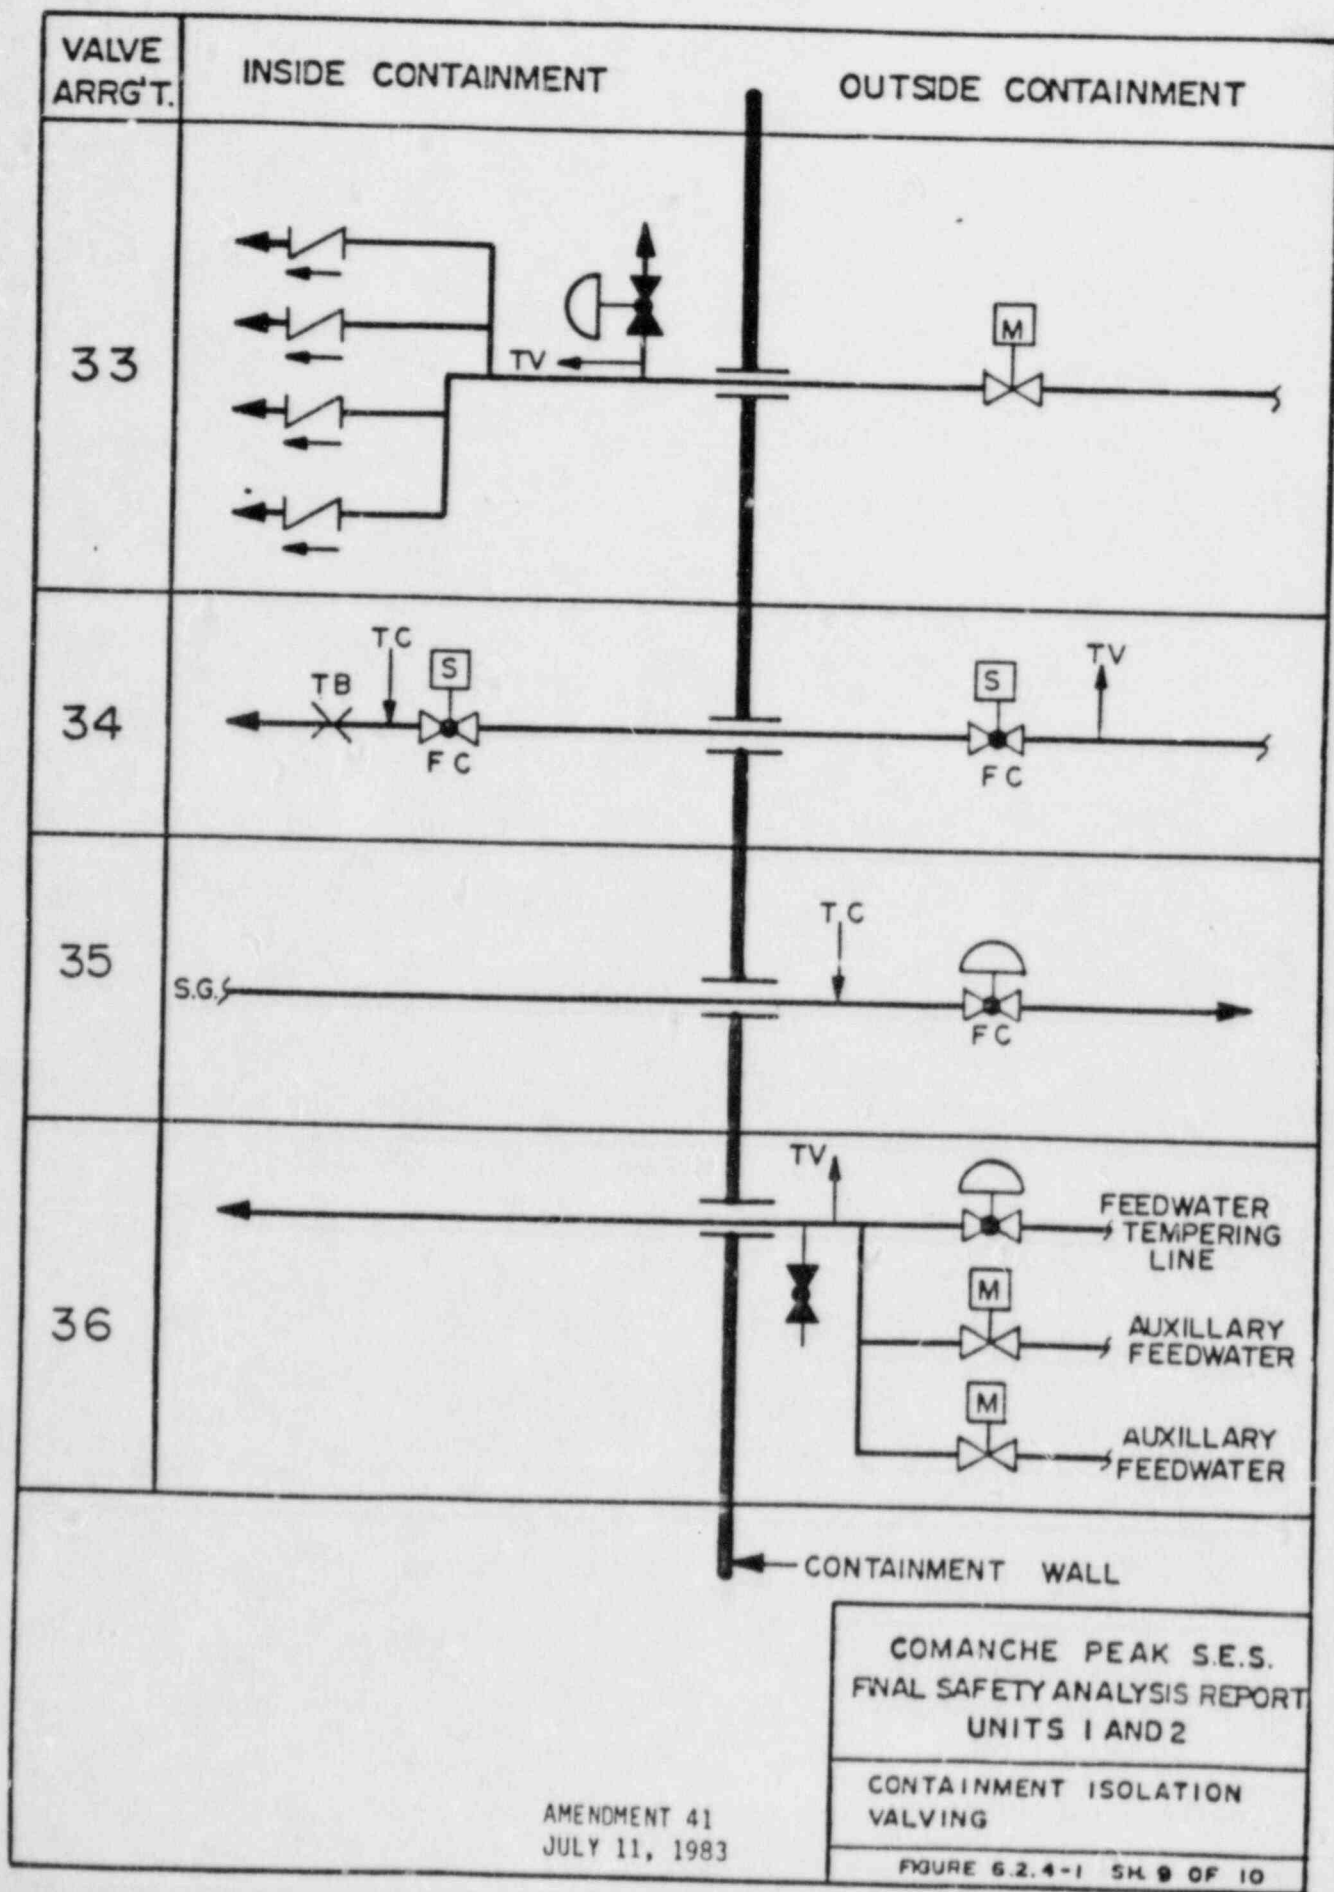 VALVE
ARRG'T.
INSIDE CONTAINMENT
OUTSIDE CONTAINMENT
33
TV
M
34
TB
T.C
S
FC
S
FC
TV
35
S.G.
T.C
FC
36
TV
FEEDWATER
TEMPERING
LINE
M
AUXILLARY
FEEDWATER
M
AUXILLARY
FEEDWATER
CONTAINMENT WALL
COMANCHE PEAK S.E.S.
FINAL SAFETY ANALYSIS REPORT
UNITS 1 AND 2
CONTAINMENT ISOLATION
VALVING
FIGURE 6.2.4-1 SH. 9 OF 10
AMENDMENT 41
JULY 11, 1983